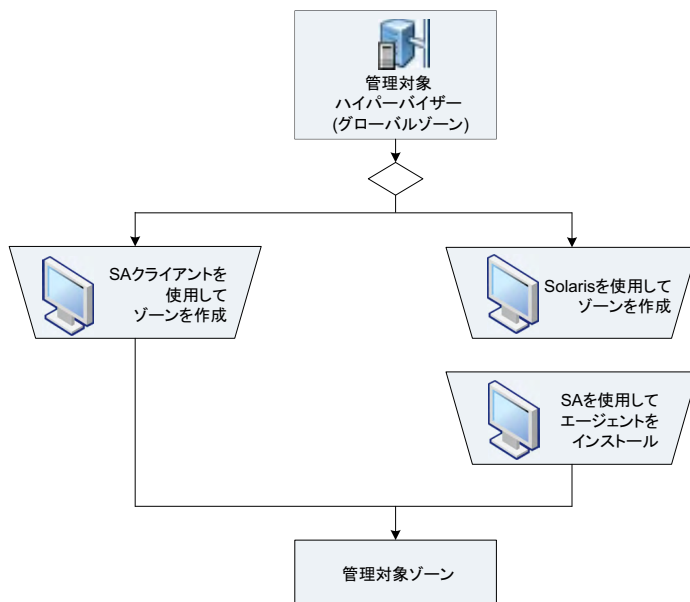 管理対象
ハイパーバイザー
(グローバルゾーン)
SAクライアントを
使用して
ゾーンを作成
Solarisを使用して
ゾーンを作成
SAを使用して
エージェントを
インストール
管理対象ゾーン